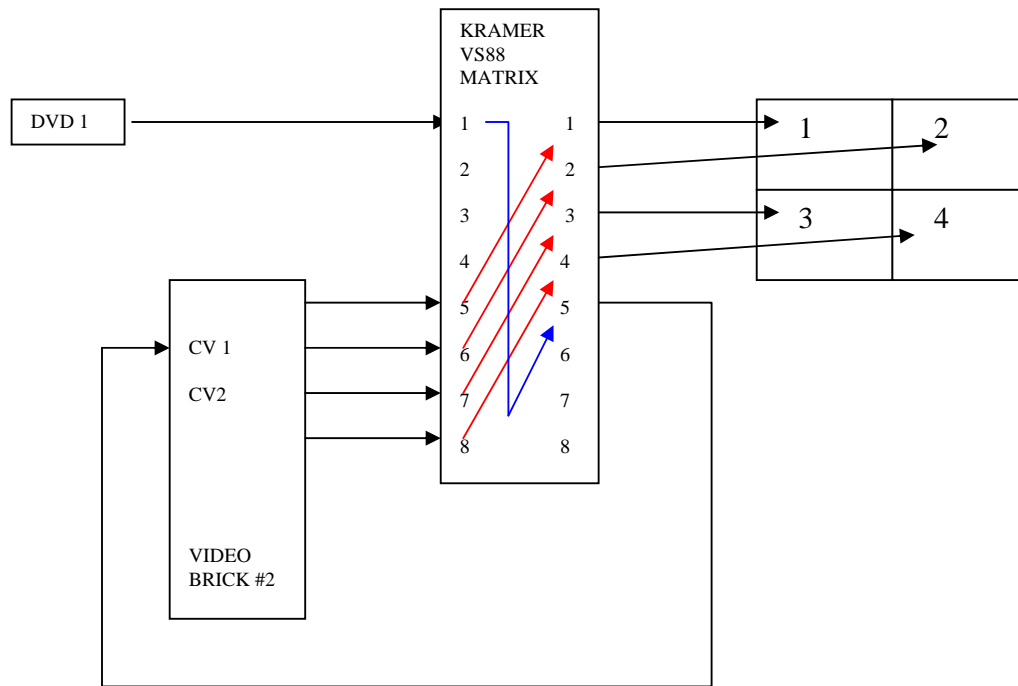 KRAMER
VS88
MATRIX
DVD 1
1 1
2 2
3 3
4 4
5 5
6 6
7 7
8 8
1 2
3 4
CV 1
CV2
VIDEO
BRICK #2